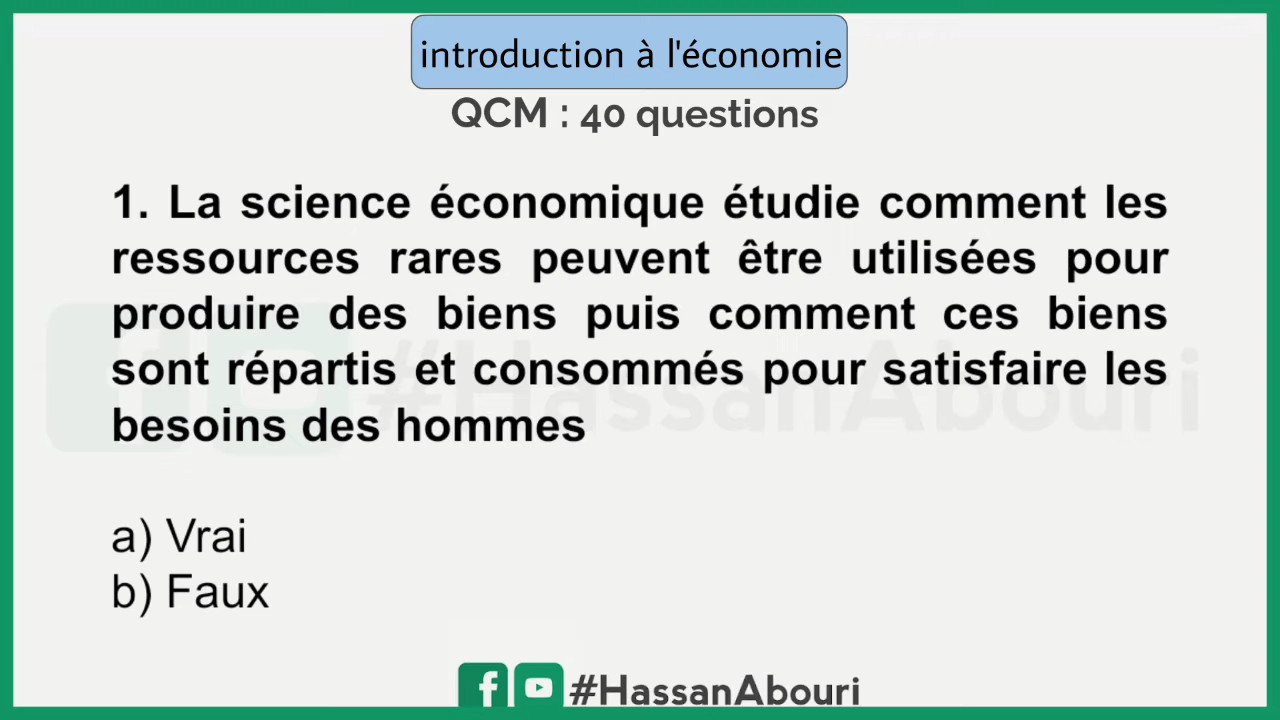 introduction à l'économie
QCM : 40 questions
1. La science économique étudie comment les
ressources rares peuvent être utilisées pour
produire des biens puis comment ces biens
sont répartis et consommés pour satisfaire les
besoins des hommes
#HassanAbouri
a) Vrai
b) Faux
#HassanAbouri